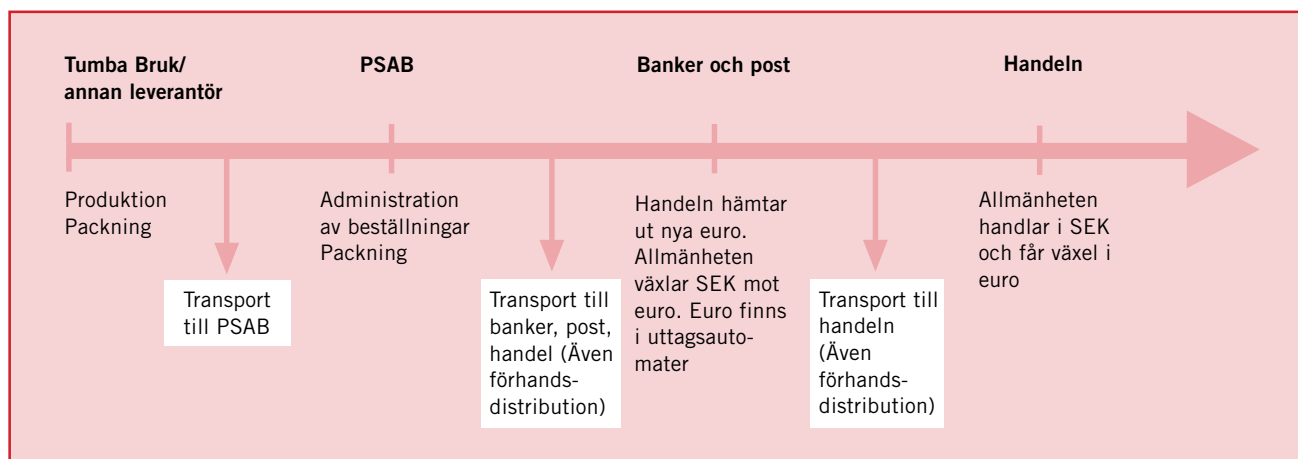 Tumba Bruk/
annan leverantör
PSAB
Banker och post
Handeln
Produktion
Packning
Transport
till PSAB
Administration
av beställningar
Packning
Transport till
banker, post,
handel (Även
förhands-
distribution)
Handeln hämtar
ut nya euro.
Allmänheten
växlar SEK mot
euro. Euro finns
i uttagsauto-
mater
Transport till
handeln
(Även
förhands-
distribution)
Allmänheten
handlar i SEK
och får växel i
euro